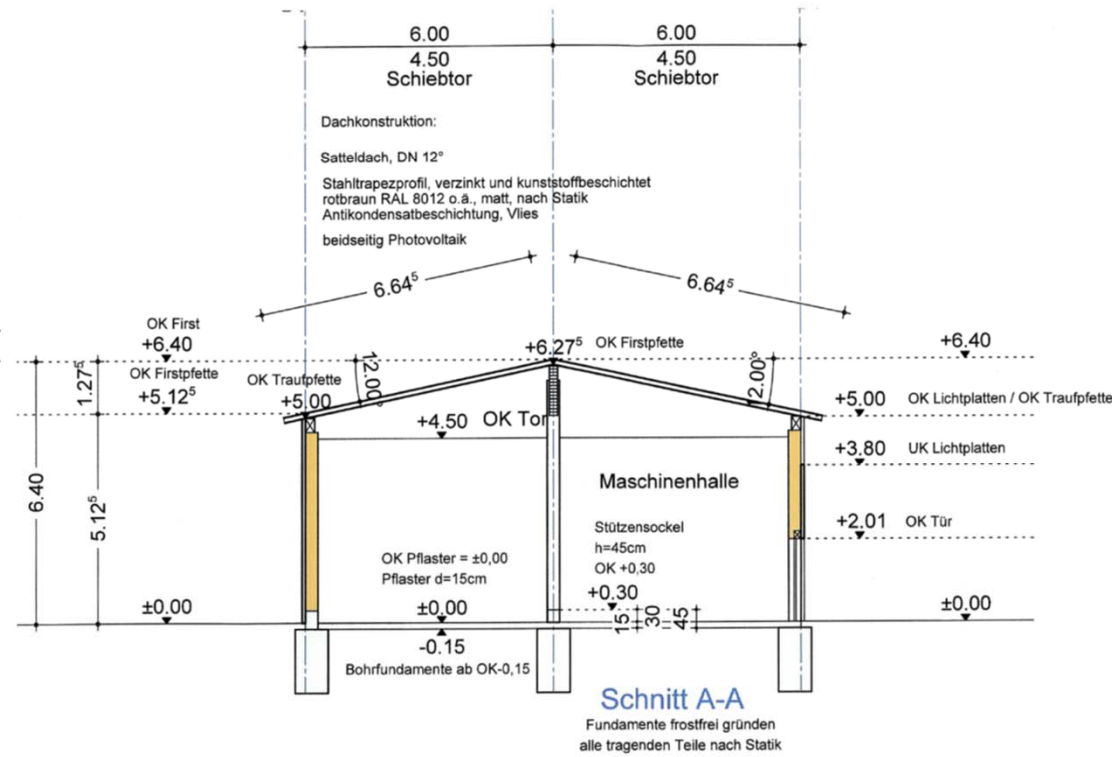 6.00 6.00
4.50 4.50
Schiebtor Schiebtor
Dachkonstruktion:
Satteldach, DN 12°
Stahltrapezprofil, verzinkt und kunststoffbeschichtet
rotbraun RAL 8012 o.ä., matt, nach Statik
Antikondensatbeschichtung, Vlies
beidseitig Photovoltaik
6.64⁵ 6.64⁵
OK First
+6.40
+6.27⁵ OK Firstpfette
+6.40
1.27⁵
OK Firstpfette
+5.12⁵
OK Traufpfette
+5.00
12.00°
12.00°
+5.00 OK Lichtplatten / OK Traufpfette
+4.50 OK Tor
+3.80 UK Lichtplatten
6.40
5.12⁵
Maschinenhalle
+2.01 OK Tür
Stützensockel
h=45cm
OK +0,30
OK Pflaster = ±0,00
Pflaster d=15cm
+0.30
±0.00 ±0.00 ±0.00
15 30 45
-0.15
Bohrfundamente ab OK-0,15
Schnitt A-A
Fundamente frostfrei gründen
alle tragenden Teile nach Statik